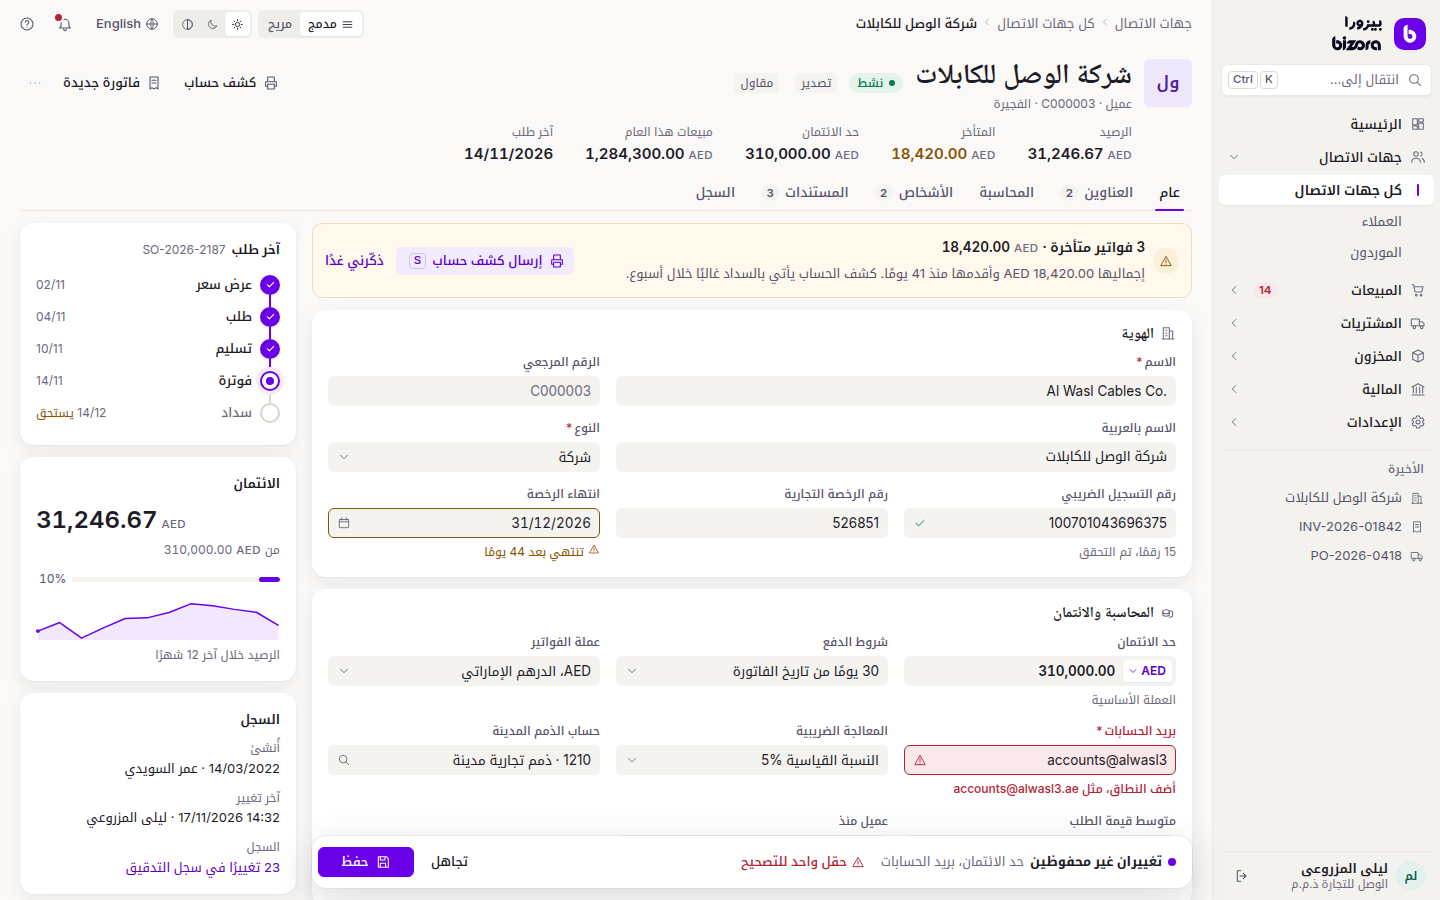 بيزورا
bizora
انتقال إلى...
Ctrl K
الرئيسية
جهات الاتصال
كل جهات الاتصال
العملاء
الموردون
المبيعات 14
المشتريات
المخزون
المالية
الإعدادات
الأخيرة
شركة الوصل للكابلات
INV-2026-01842
PO-2026-0418
لم
ليلى المزروعي
الوصل للتجارة ذ.م.م
جهات الاتصال
كل جهات الاتصال
شركة الوصل للكابلات
مدمج
مريح
English
ول
شركة الوصل للكابلات
نشط
تصدير
مقاول
عميل · C000003 · الفجيرة
كشف حساب
فاتورة جديدة
الرصيد
31,246.67 AED
المتأخر
18,420.00 AED
حد الائتمان
310,000.00 AED
مبيعات هذا العام
1,284,300.00 AED
آخر طلب
14/11/2026
عام
العناوين 2
المحاسبة
الأشخاص 2
المستندات 3
السجل
3 فواتير متأخرة · AED 18,420.00
إجماليها AED 18,420.00 وأقدمها منذ 41 يومًا. كشف الحساب يأتي بالسداد غالبًا خلال أسبوع.
إرسال كشف حساب S
ذكّرني غدًا
الهوية
الاسم *
Al Wasl Cables Co.
الرقم المرجعي
C000003
الاسم بالعربية
شركة الوصل للكابلات
النوع *
شركة
رقم التسجيل الضريبي
100701043696375
15 رقمًا، تم التحقق
رقم الرخصة التجارية
526851
انتهاء الرخصة
31/12/2026
تنتهي بعد 44 يومًا
المحاسبة والائتمان
حد الائتمان
AED
310,000.00
العملة الأساسية
شروط الدفع
30 يومًا من تاريخ الفاتورة
عملة الفواتير
AED، الدرهم الإماراتي
بريد الحسابات *
accounts@alwasl3
أضف النطاق، مثل accounts@alwasl3.ae
المعالجة الضريبية
النسبة القياسية 5%
حساب الذمم المدينة
1210 · ذمم تجارية مدينة
متوسط قيمة الطلب
عميل منذ
تغييران غير محفوظين
حد الائتمان، بريد الحسابات
حقل واحد للتصحيح
تجاهل
حفظ
آخر طلب SO-2026-2187
عرض سعر 02/11
طلب 04/11
تسليم 10/11
فوترة 14/11
سداد 14/12 يستحق
الائتمان
31,246.67 AED
من 310,000.00 AED
10%
الرصيد خلال آخر 12 شهرًا
السجل
أنشئ
14/03/2022 · عمر السويدي
آخر تغيير
17/11/2026 14:32 · ليلى المزروعي
السجل
23 تغييرًا في سجل التدقيق